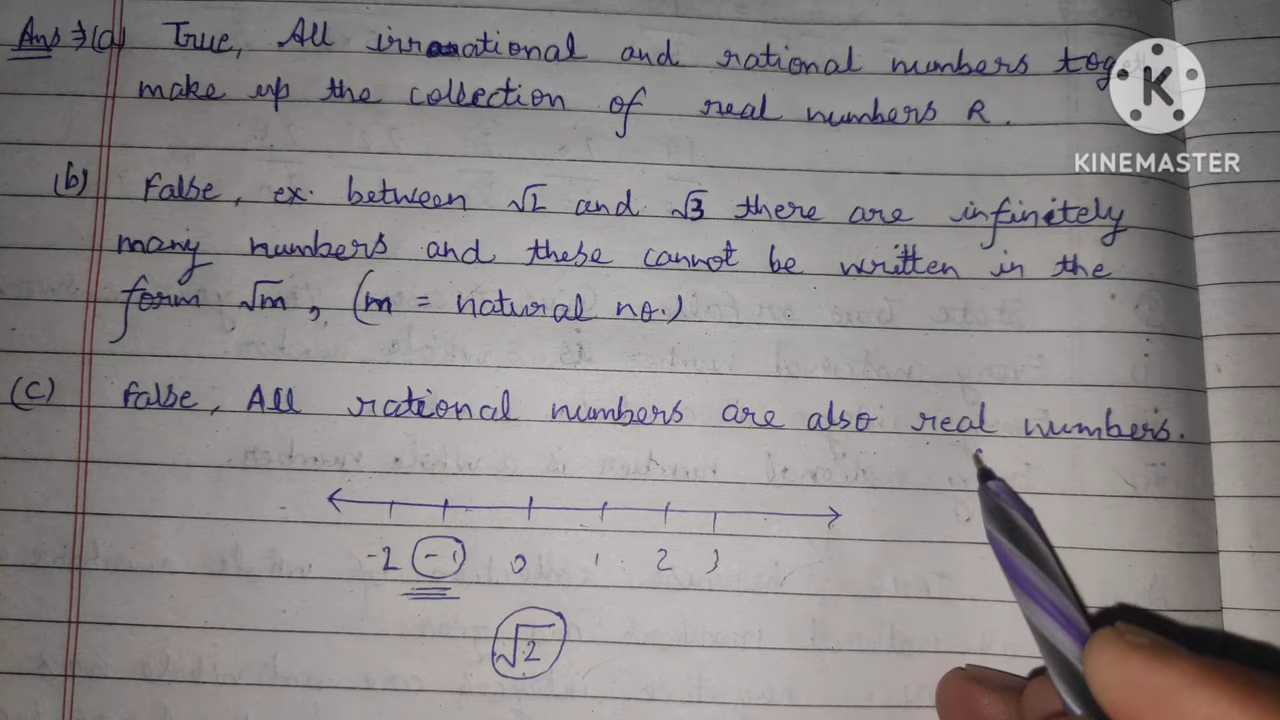 Ans ⇒ (a) True, All irrational and rational numbers tog
make up the collection of real numbers R.
K
KINEMASTER
(b) False, ex. between √2 and √3 there are infinitely
many numbers and these cannot be written in the
form √m, (m = natural no.)
(c) False, All rational numbers are also real numbers.
-2 -1 0 1 2 3
√2